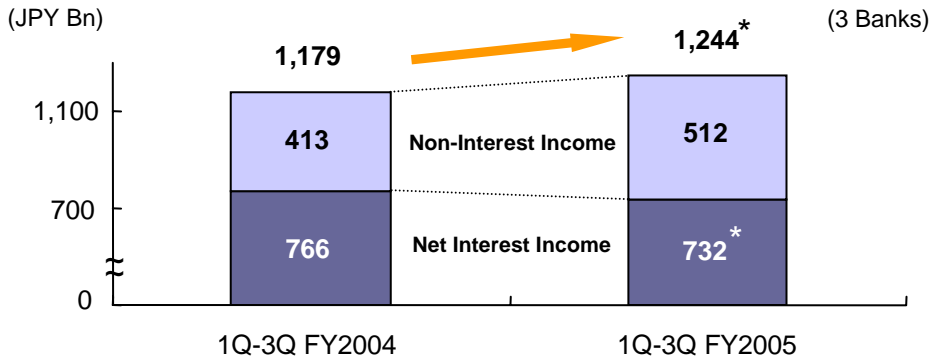 (JPY Bn)
(3 Banks)
1,179
1,244*
1,100
413
Non-Interest Income
512
700
766
Net Interest Income
732*
0
1Q-3Q FY2004
1Q-3Q FY2005